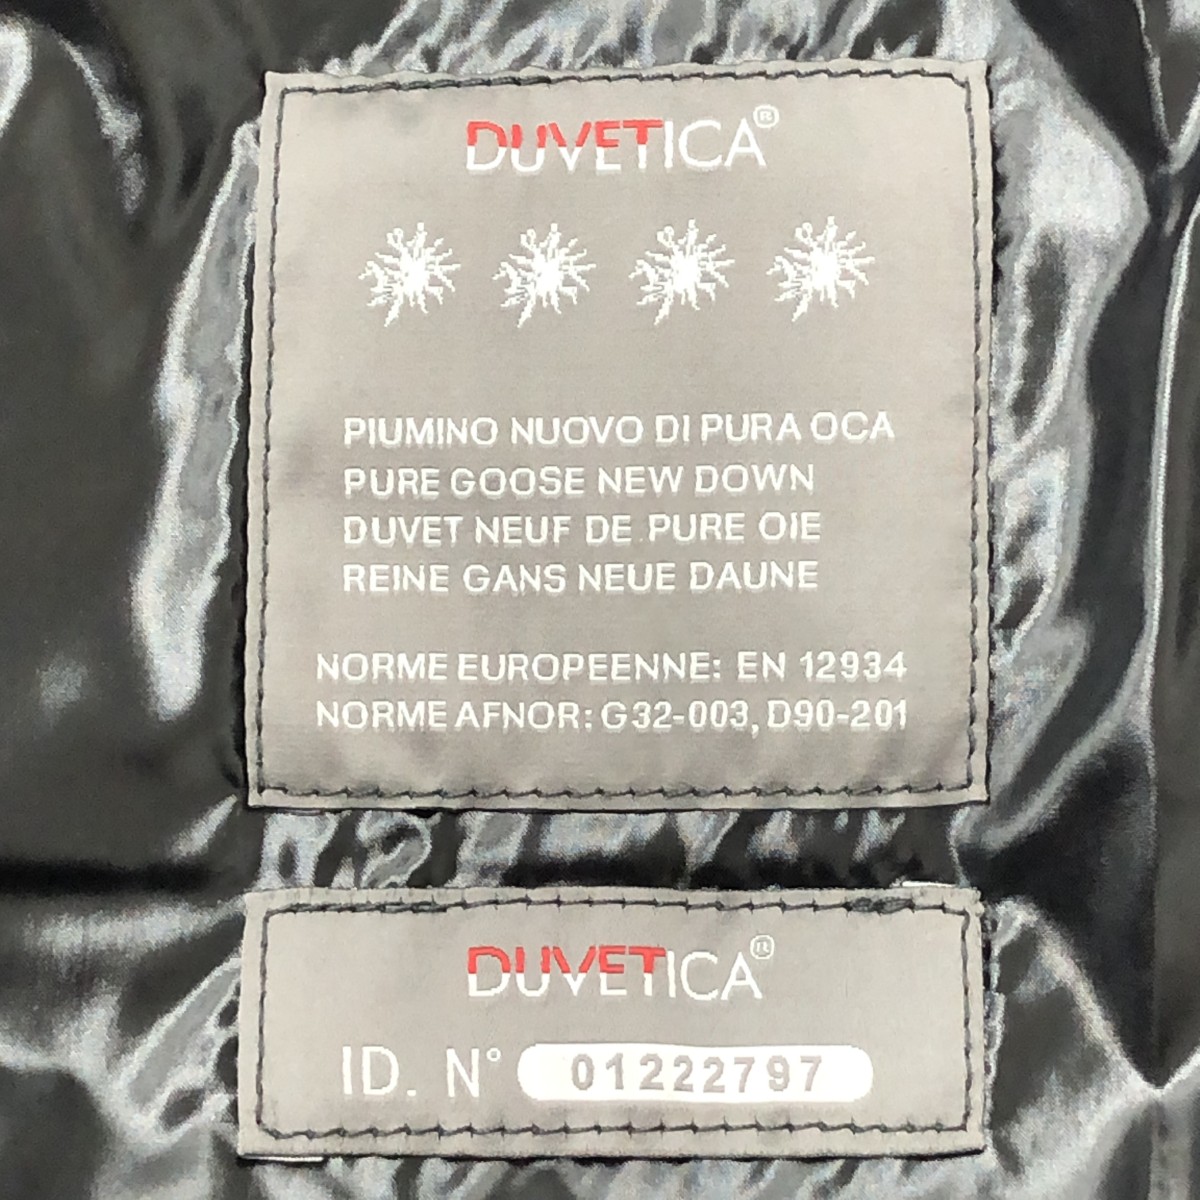 DUVETICA®
PIUMINO NUOVO DI PURA OCA
PURE GOOSE NEW DOWN
DUVET NEUF DE PURE OIE
REINE GANS NEUE DAUNE
NORME EUROPEENNE: EN 12934
NORME AFNOR: G32-003, D90-201
DUVETICA®
ID. N° 01222797